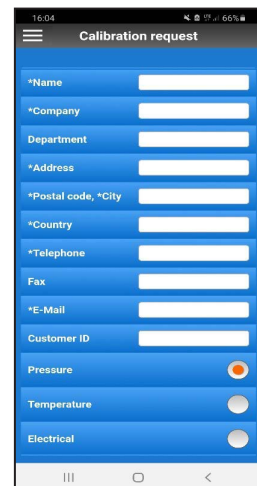 16:04 66%
Calibration request
*Name
*Company
Department
*Address
*Postal code, *City
*Country
*Telephone
Fax
*E-Mail
Customer ID
Pressure
Temperature
Electrical